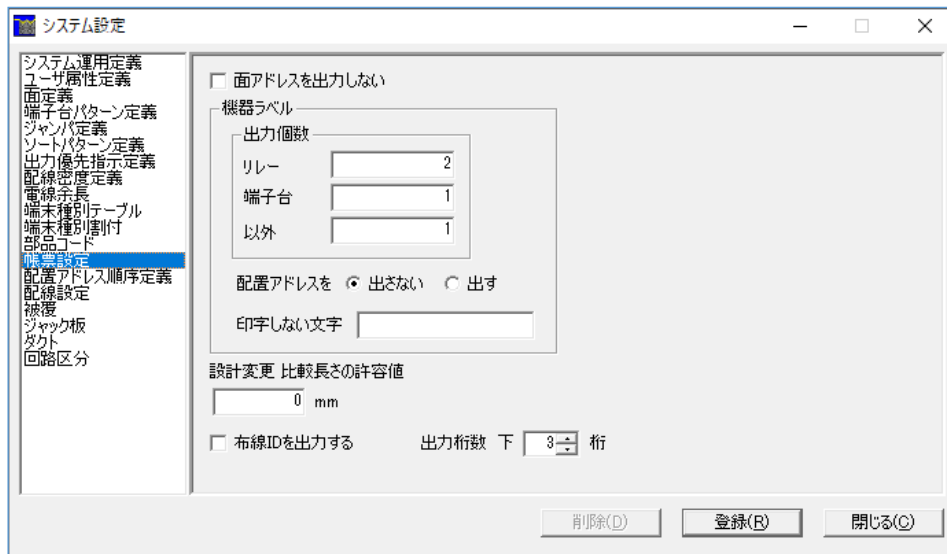 システム設定
システム運用定義
ユーザ属性定義
面定義
端子台パターン定義
ジャンパ定義
ソートパターン定義
出力優先指示定義
配線密度定義
電線余長
端末種別テーブル
端末種別割付
部品コード
帳票設定
配置アドレス順序定義
配線設定
被覆
ジャック板
ダクト
回路区分
面アドレスを出力しない
機器ラベル
出力個数
リレー 2
端子台 1
以外 1
配置アドレスを 出さない 出す
印字しない文字
設計変更 比較長さの許容値
0 mm
布線IDを出力する 出力桁数 下 3 桁
削除(D) 登録(R) 閉じる(C)